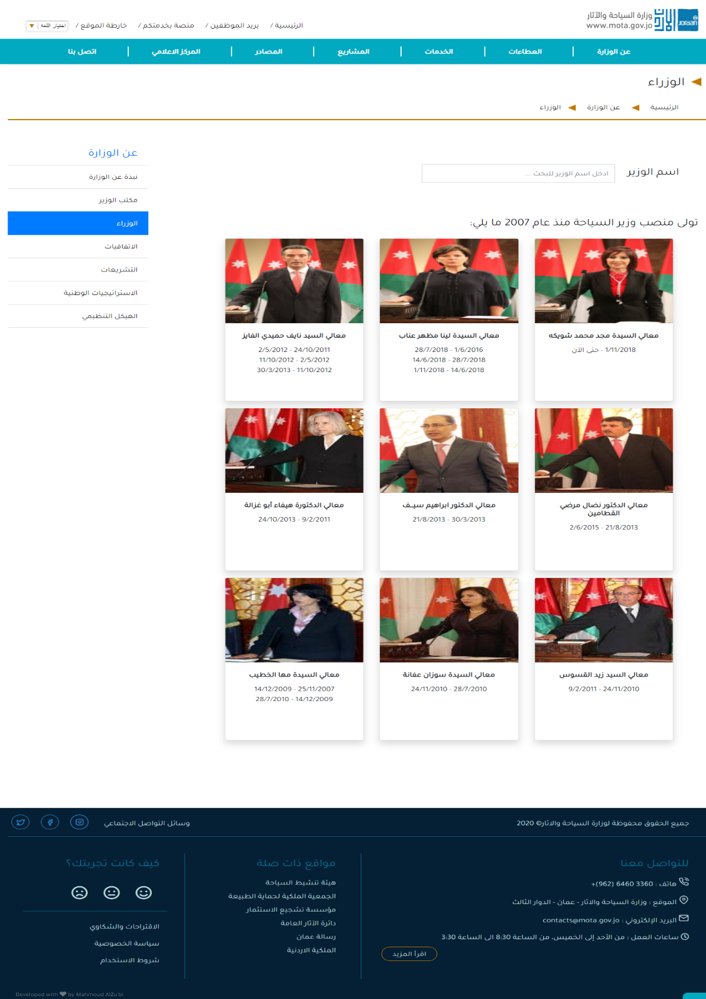 وزارة السياحة والآثار
www.mota.gov.jo
JORDAN
الرئيسية /
بريد الموظفين /
منصة بخدمتكم /
خارطة الموقع /
اختيار اللغة
عن الوزارة
العطاءات
الخدمات
المشاريع
المصادر
المركز الاعلامي
اتصل بنا
الوزراء
الرئيسية
عن الوزارة
الوزراء
اسم الوزير
ادخل اسم الوزير للبحث ...
تولى منصب وزير السياحة منذ عام 2007 ما يلي:
معالي السيدة مجد محمد شويكه
1/11/2018 - حتى الآن
معالي السيدة لينا مظهر عناب
28/7/2018 - 1/6/2016
14/6/2018 - 28/7/2018
1/11/2018 - 14/6/2018
معالي السيد نايف حميدي الفايز
2/5/2012 - 24/10/2011
11/10/2012 - 2/5/2012
30/3/2013 - 11/10/2012
معالي الدكتور نضال مرضي
القطامين
2/6/2015 - 21/8/2013
معالي الدكتور ابراهيم سيــف
21/8/2013 - 30/3/2013
معالي الدكتورة هيفاء أبو غزالة
24/10/2013 - 9/2/2011
معالي السيد زيد القسوس
9/2/2011 - 24/11/2010
معالي السيدة سوزان عفانة
24/11/2010 - 28/7/2010
معالي السيدة مها الخطيب
14/12/2009 - 25/11/2007
28/7/2010 - 14/12/2009
عن الوزارة
نبذة عن الوزارة
مكتب الوزير
الوزراء
الاتفاقيات
التشريعات
الاستراتيجيات الوطنية
الهيكل التنظيمي
جميع الحقوق محفوظة لوزارة السياحة والاثار© 2020
وسائل التواصل الاجتماعي
للتواصل معنا
هاتف : 3360 6460 (962)+
الموقع : وزارة السياحة والاثار - عمان - الدوار الثالث
البريد الإلكتروني : contacts@mota.gov.jo
ساعات العمل : من الأحد إلى الخميس، من الساعة 8:30 الى الساعة 3:30
اقرأ المزيد
مواقع ذات صلة
هيئة تنشيط السياحة
الجمعية الملكية لحماية الطبيعة
مؤسسة تشجيع الاستثمار
دائرة الآثار العامة
رسالة عمان
الملكية الاردنية
كيف كانت تجربتك؟
الاقتراحات والشكاوي
سياسة الخصوصية
شروط الاستخدام
Developed with ❤ by Mahmoud AlZu'bi